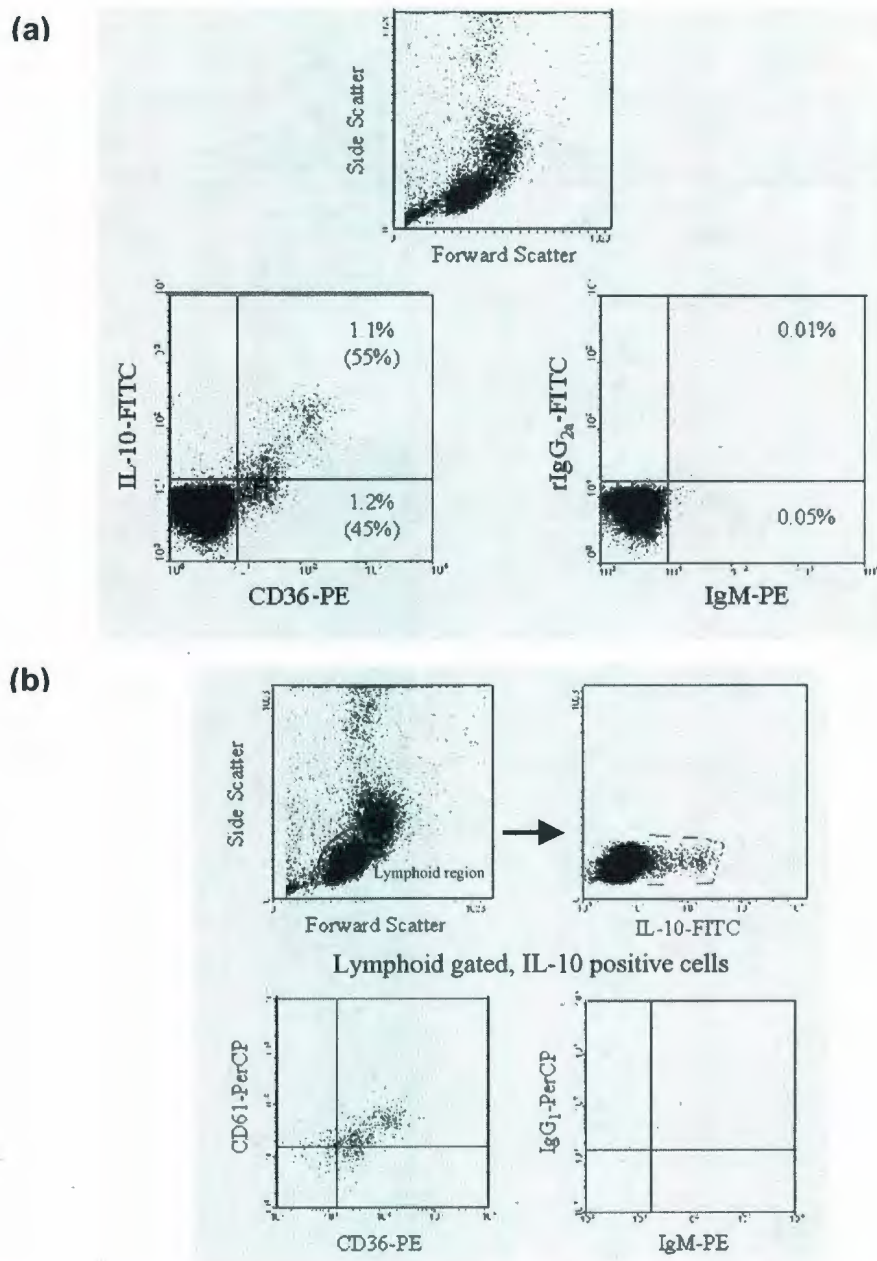 (a)
Side Scatter
Forward Scatter
IL-10-FITC
1.1%
(55%)
1.2%
(45%)
CD36-PE
rIgG2a-FITC
0.01%
0.05%
IgM-PE
(b)
Side Scatter
Lymphoid region
Forward Scatter
IL-10-FITC
Lymphoid gated, IL-10 positive cells
CD61-PerCP
CD36-PE
IgG1-PerCP
IgM-PE